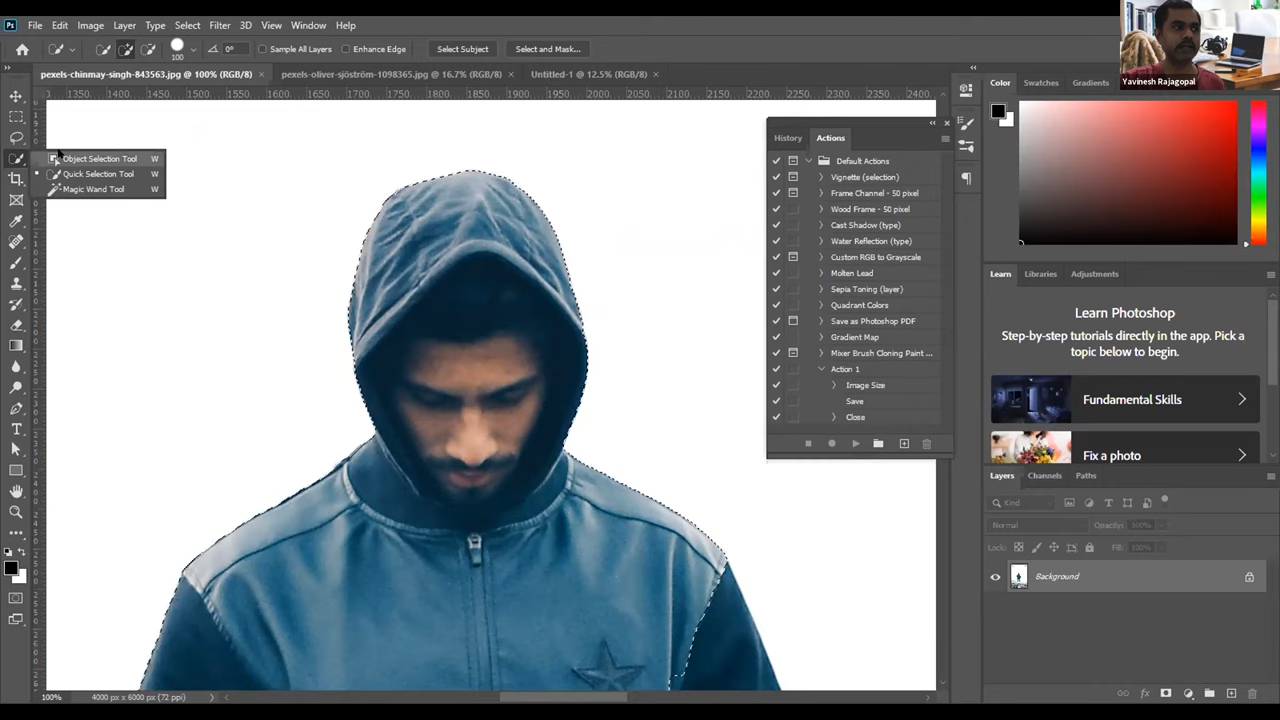 Ps File Edit Image Layer Type Select Filter 3D View Window Help
100 0° Sample All Layers Enhance Edge Select Subject Select and Mask...
pexels-chinmay-singh-843563.jpg @ 100% (RGB/8) × pexels-oliver-sjöström-1098365.jpg @ 16.7% (RGB/8) × Untitled-1 @ 12.5% (RGB/8) ×
Yavinesh Rajagopal
1350 1400 1450 1500 1550 1600 1650 1700 1750 1800 1850 1900 1950 2000 2050 2100 2150 2200 2250 2300 2350 2400
Object Selection Tool W
Quick Selection Tool W
Magic Wand Tool W
History Actions
Default Actions
Vignette (selection)
Frame Channel - 50 pixel
Wood Frame - 50 pixel
Cast Shadow (type)
Water Reflection (type)
Custom RGB to Grayscale
Molten Lead
Sepia Toning (layer)
Quadrant Colors
Save as Photoshop PDF
Gradient Map
Mixer Brush Cloning Paint ...
Action 1
Image Size
Save
Close
Color Swatches Gradients
Learn Libraries Adjustments
Learn Photoshop
Step-by-step tutorials directly in the app. Pick a
topic below to begin.
Fundamental Skills
Fix a photo
Layers Channels Paths
Kind
Normal Opacity: 100%
Lock: Fill: 100%
Background
100% 4000 px x 6000 px (72 ppi)